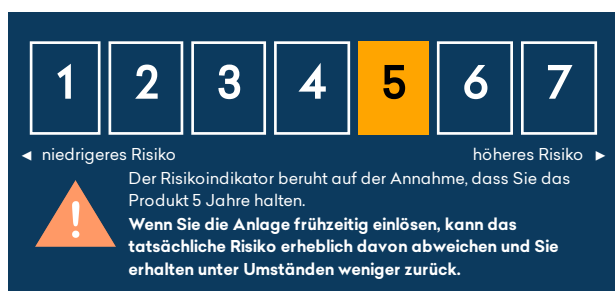 1 2 3 4 5 6 7
◄ niedrigeres Risiko höheres Risiko ►
Der Risikoindikator beruht auf der Annahme, dass Sie das
Produkt 5 Jahre halten.
Wenn Sie die Anlage frühzeitig einlösen, kann das
tatsächliche Risiko erheblich davon abweichen und Sie
erhalten unter Umständen weniger zurück.